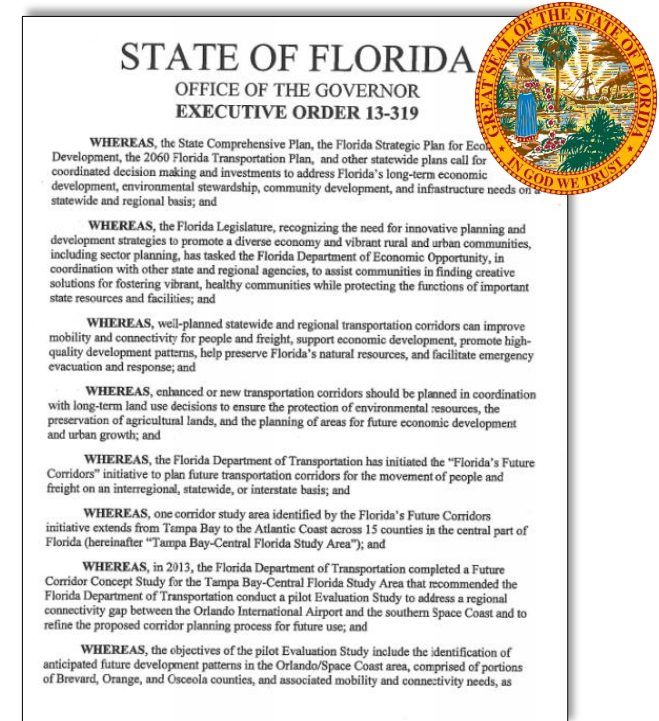 STATE OF FLORIDA
OFFICE OF THE GOVERNOR
EXECUTIVE ORDER 13-319
GREAT SEAL OF THE STATE OF FLORIDA
IN GOD WE TRUST
WHEREAS, the State Comprehensive Plan, the Florida Strategic Plan for
Development, the 2060 Florida Transportation Plan, and other statewide plans call for
coordinated decision making and investments to address Florida's long-term economic
development, environmental stewardship, community development, and infrastructure needs on a
statewide and regional basis; and
WHEREAS, the Florida Legislature, recognizing the need for innovative planning and
development strategies to promote a diverse economy and vibrant rural and urban communities,
including sector planning, has tasked the Florida Department of Economic Opportunity, in
coordination with other state and regional agencies, to assist communities in finding creative
solutions for fostering vibrant, healthy communities while protecting the functions of important
state resources and facilities; and
WHEREAS, well-planned statewide and regional transportation corridors can improve
mobility and connectivity for people and freight, support economic development, promote high-
quality development patterns, help preserve Florida's natural resources, and facilitate emergency
evacuation and response; and
WHEREAS, enhanced or new transportation corridors should be planned in coordination
with long-term land use decisions to ensure the protection of environmental resources, the
preservation of agricultural lands, and the planning of areas for future economic development
and urban growth; and
WHEREAS, the Florida Department of Transportation has initiated the "Florida's Future
Corridors" initiative to plan future transportation corridors for the movement of people and
freight on an interregional, statewide, or interstate basis; and
WHEREAS, one corridor study area identified by the Florida's Future Corridors
initiative extends from Tampa Bay to the Atlantic Coast across 15 counties in the central part of
Florida (hereinafter "Tampa Bay-Central Florida Study Area"); and
WHEREAS, in 2013, the Florida Department of Transportation completed a Future
Corridor Concept Study for the Tampa Bay-Central Florida Study Area that recommended the
Florida Department of Transportation conduct a pilot Evaluation Study to address a regional
connectivity gap between the Orlando International Airport and the southern Space Coast and to
refine the proposed corridor planning process for future use; and
WHEREAS, the objectives of the pilot Evaluation Study include the identification of
anticipated future development patterns in the Orlando/Space Coast area, comprised of portions
of Brevard, Orange, and Osceola counties, and associated mobility and connectivity needs, as